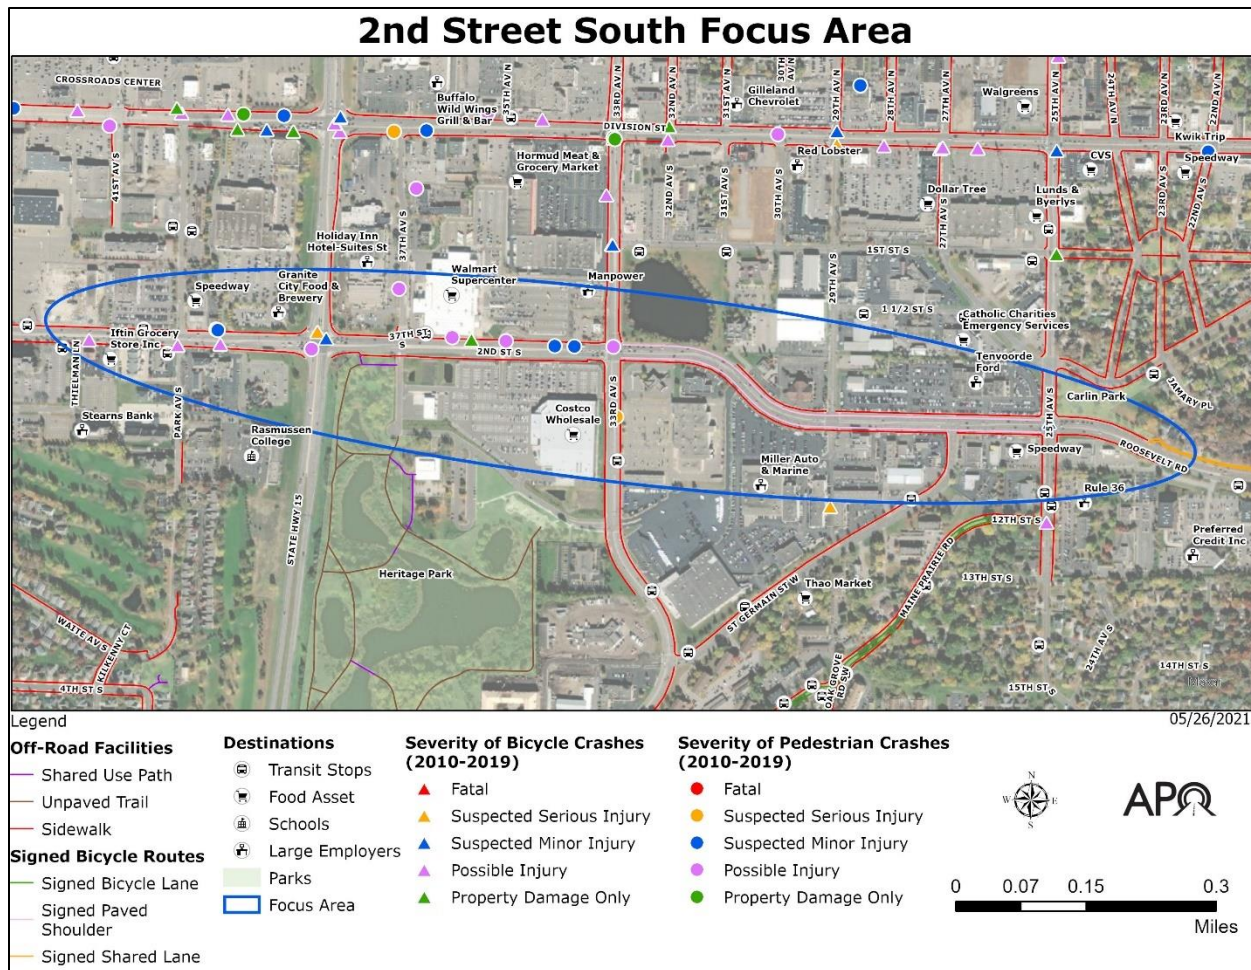 2nd Street South Focus Area
CROSSROADS CENTER
Buffalo
Wild Wings
Grill & Bar
35TH AV N
33RD AV N
32ND AV N
31ST AV N
30TH
AV N
Gilleland
Chevrolet
29TH AV N
28TH AV N
27TH AV N
Walgreens
25TH AV N
24TH AV N
23RD AV N
22ND AV N
DIVISION ST
Kwik Trip
Hormud Meat &
Grocery Market
Red Lobster
CVS
Speedway
41ST AV S
37TH AV S
32ND AV S
31ST AV S
30TH AV S
Dollar Tree
27TH AV S
Lunds &
Byerlys
23RD AV S
22ND AV S
Holiday Inn
Hotel-Suites St
1ST ST S
Speedway
Granite
City Food &
Brewery
Walmart
Supercenter
Manpower
29TH AV S
1 1/2 ST S
Iftin Grocery
Store Inc
37TH ST
S
2ND ST S
Catholic Charities
Emergency Services
Tenvoorde
Ford
JAMARY PL
THIELMAN LN
PARK AV S
Carlin Park
Stearns Bank
Rasmussen
College
Costco
Wholesale
33RD AV S
25TH AV S
ROOSEVELT RD
Miller Auto
& Marine
Speedway
Rule 36
STATE HWY 15
12TH ST S
Preferred
Credit Inc
Heritage Park
Thao Market
MAINE PRAIRIE RD
13TH ST S
ST GERMAIN ST W
WAITE AV S
KILKENNY CT
24TH AV S
14TH ST S
4TH ST S
OAK GROVE
RD SW
15TH ST S
Maxar
Legend
05/26/2021
Off-Road Facilities
Shared Use Path
Unpaved Trail
Sidewalk
Signed Bicycle Routes
Signed Bicycle Lane
Signed Paved
Shoulder
Signed Shared Lane
Destinations
Transit Stops
Food Asset
Schools
Large Employers
Parks
Focus Area
Severity of Bicycle Crashes
(2010-2019)
Fatal
Suspected Serious Injury
Suspected Minor Injury
Possible Injury
Property Damage Only
Severity of Pedestrian Crashes
(2010-2019)
Fatal
Suspected Serious Injury
Suspected Minor Injury
Possible Injury
Property Damage Only
N
W E
S
APO
0 0.07 0.15 0.3
Miles